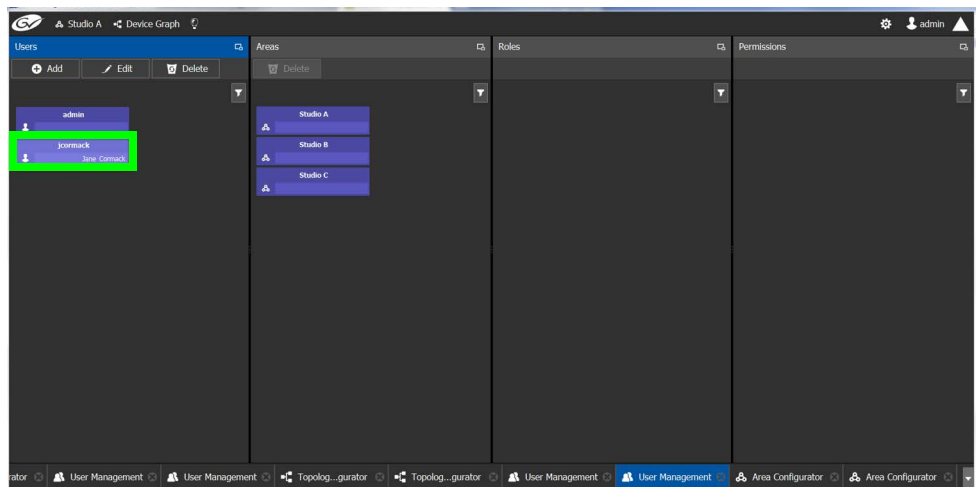 GV Studio A Device Graph admin
Users Areas Roles Permissions
Add Edit Delete Delete
admin
jcormack
Jane Cormack
Studio A
Studio B
Studio C
rator User Management User Management Topolog...gurator Topolog...gurator User Management User Management Area Configurator Area Configurator